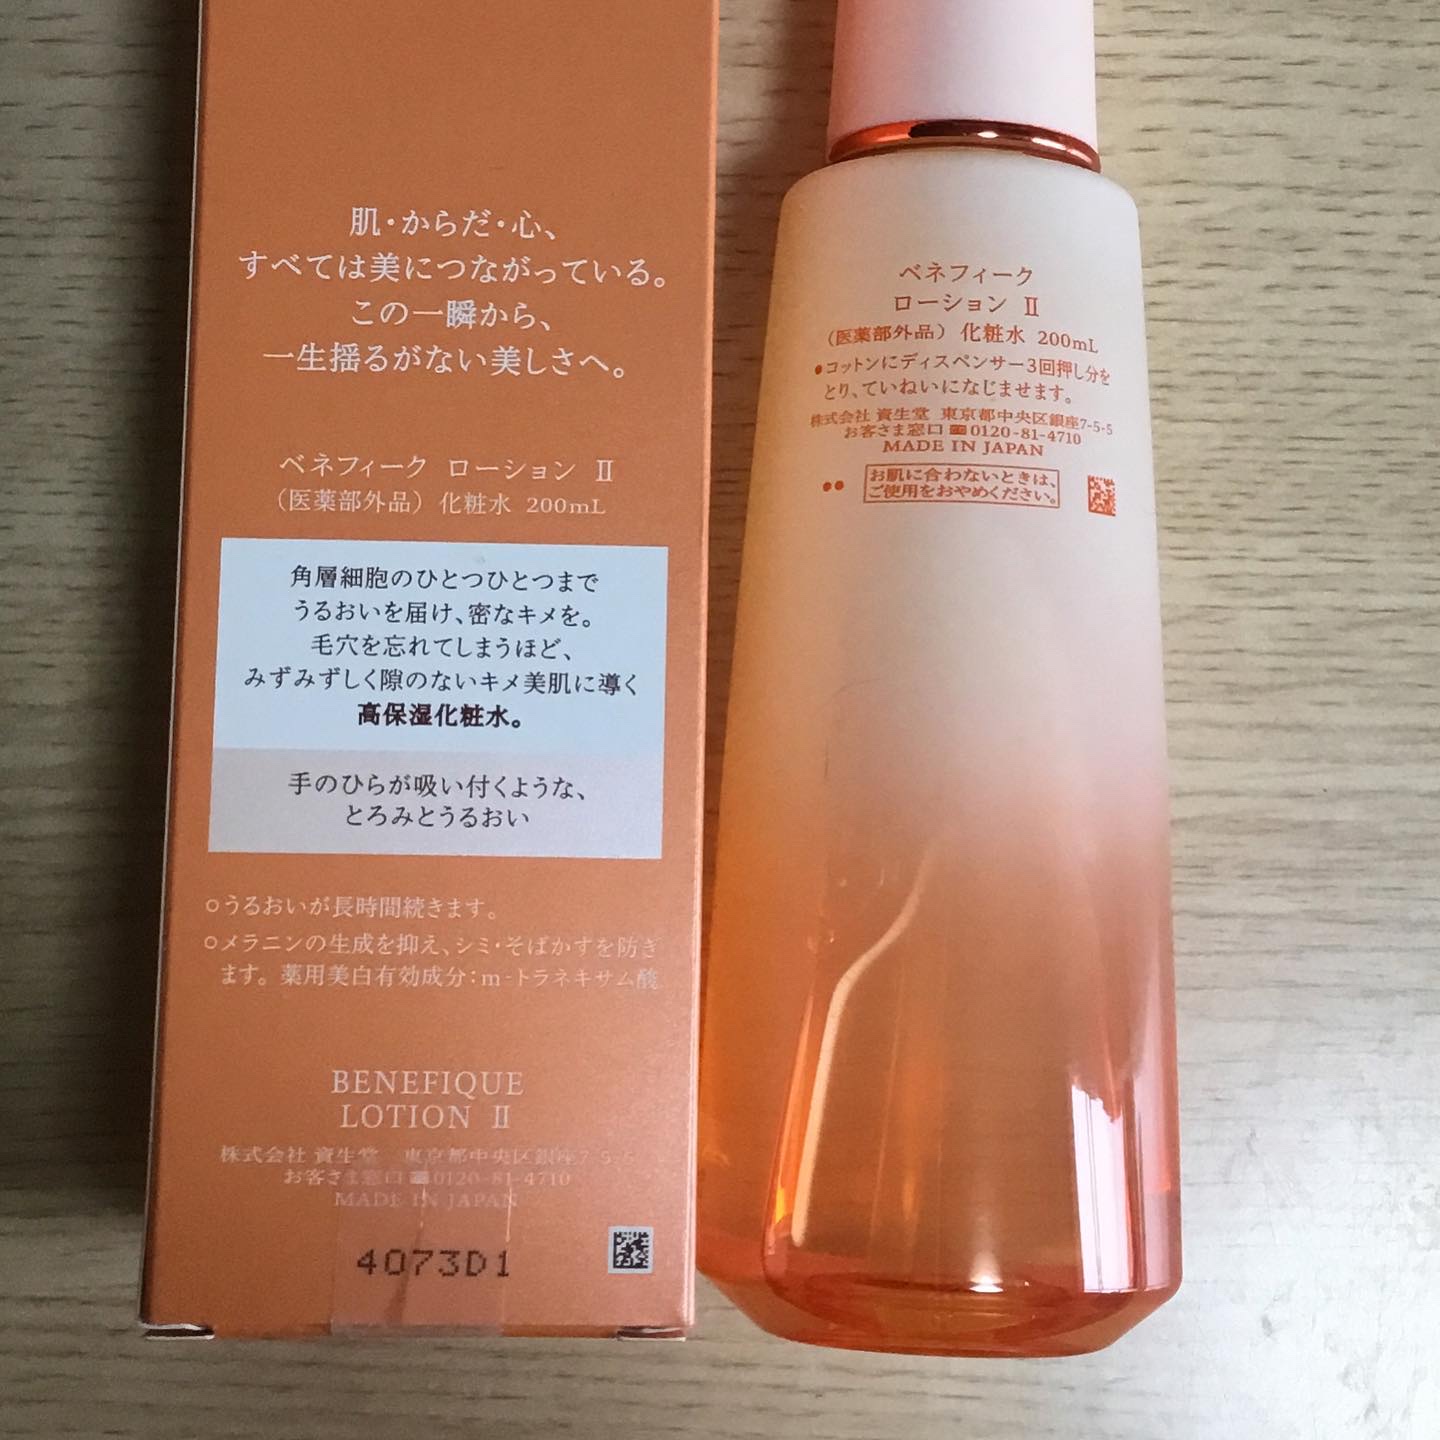 肌・からだ・心、
すべては美につながっている。
この一瞬から、
一生揺るがない美しさへ。
ベネフィーク ローション Ⅱ
（医薬部外品）化粧水 200mL
角層細胞のひとつひとつまで
うるおいを届け、密なキメを。
毛穴を忘れてしまうほど、
みずみずしく隙のないキメ美肌に導く
高保湿化粧水。
手のひらが吸い付くような、
とろみとうるおい
○うるおいが長時間続きます。
○メラニンの生成を抑え、シミ・そばかすを防ぎ
ます。薬用美白有効成分：m-トラネキサム酸
BENEFIQUE
LOTION Ⅱ
株式会社 資生堂 東京都中央区銀座7-5-5
お客さま窓口 0120-81-4710
MADE IN JAPAN
4073D1
ベネフィーク
ローション Ⅱ
（医薬部外品）化粧水 200mL
●コットンにディスペンサー3回押し分を
とり、ていねいになじませます。
株式会社 資生堂 東京都中央区銀座7-5-5
お客さま窓口 0120-81-4710
MADE IN JAPAN
お肌に合わないときは、
ご使用をおやめください。